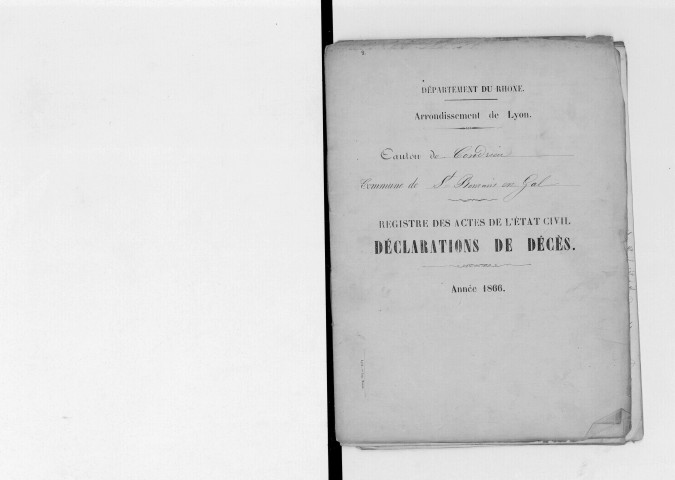 DÉPARTEMENT DU RHONE.
Arrondissement de Lyon.
Canton de Condrieu
Commune de St Romain en Gal
REGISTRE DES ACTES DE L'ÉTAT CIVIL
DÉCLARATIONS DE DÉCÈS.
Année 1866.